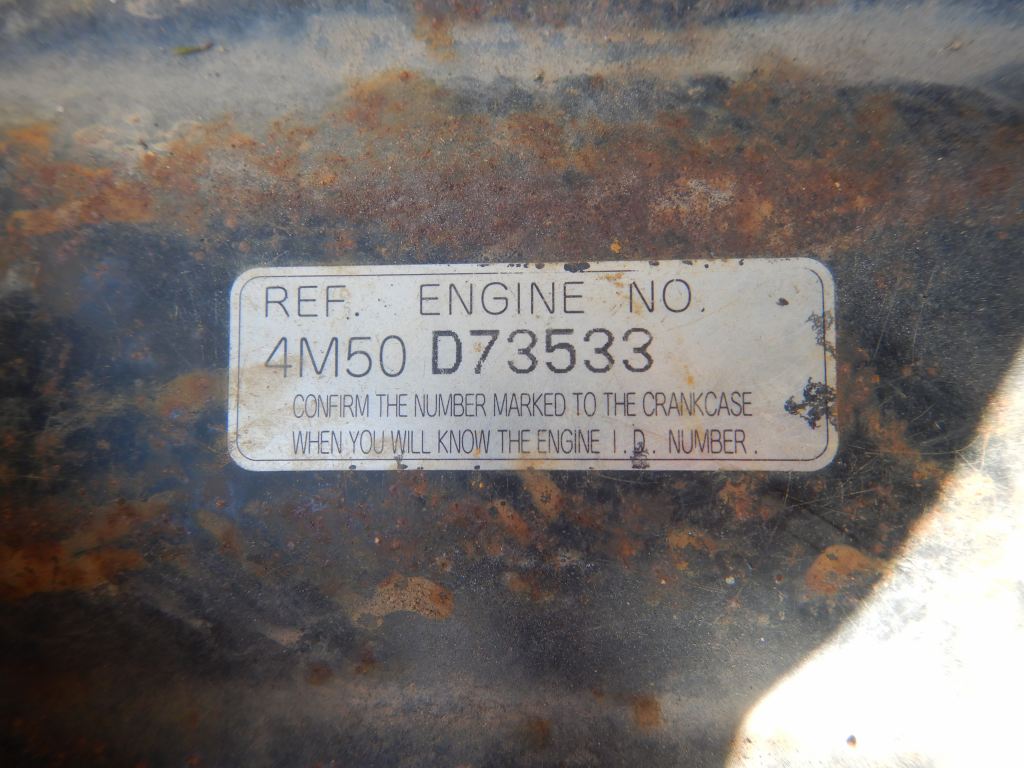 REF. ENGINE NO.
4M50 D73533
CONFIRM THE NUMBER MARKED TO THE CRANKCASE
WHEN YOU WILL KNOW THE ENGINE I.D. NUMBER.